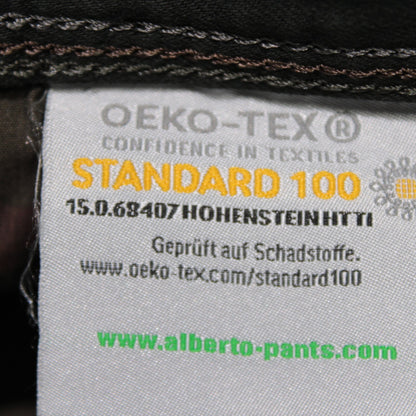 OEKO-TEX®
CONFIDENCE IN TEXTILES
STANDARD 100
15.0.68407 HOHENSTEIN HTTI
Geprüft auf Schadstoffe.
www.oeko-tex.com/standard100
www.alberto-pants.com